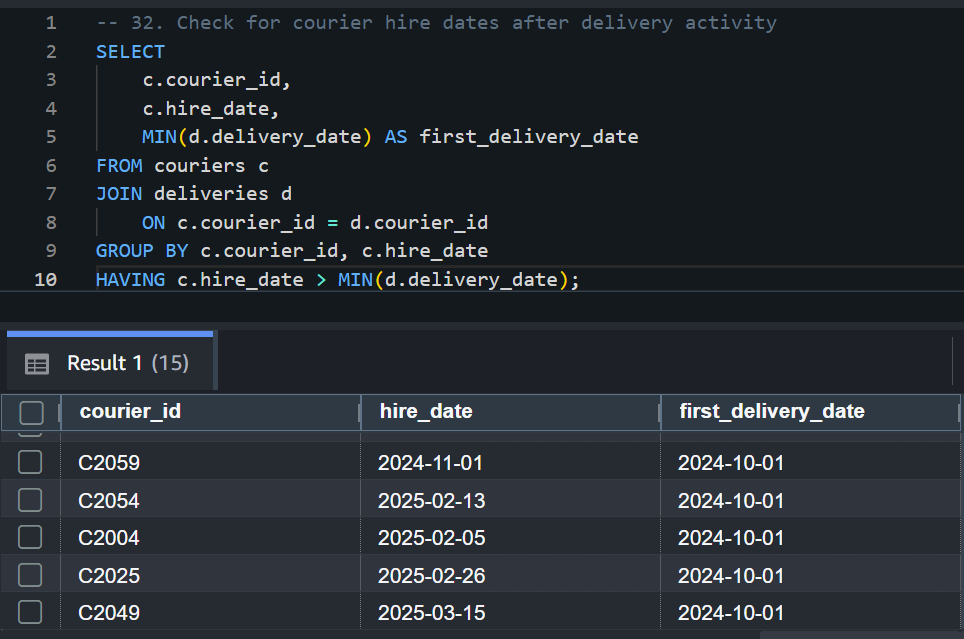 1 -- 32. Check for courier hire dates after delivery activity
2 SELECT
3 c.courier_id,
4 c.hire_date,
5 MIN(d.delivery_date) AS first_delivery_date
6 FROM couriers c
7 JOIN deliveries d
8 ON c.courier_id = d.courier_id
9 GROUP BY c.courier_id, c.hire_date
10 HAVING c.hire_date > MIN(d.delivery_date);
Result 1 (15)
courier_id hire_date first_delivery_date
C2059 2024-11-01 2024-10-01
C2054 2025-02-13 2024-10-01
C2004 2025-02-05 2024-10-01
C2025 2025-02-26 2024-10-01
C2049 2025-03-15 2024-10-01